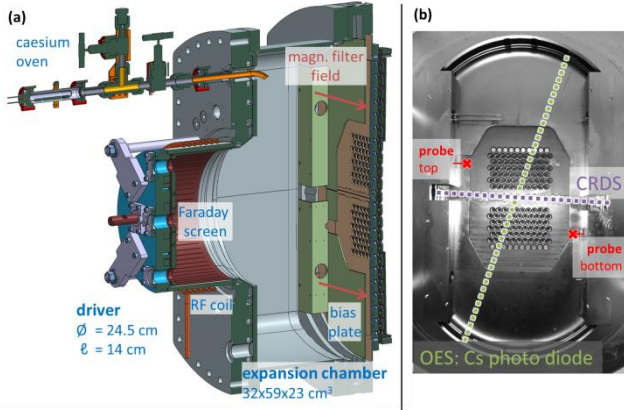 (a)
caesium
oven
magn. filter
field
Faraday
screen
RF coil
driver
Ø = 24.5 cm
ℓ = 14 cm
bias
plate
expansion chamber
32x59x23 cm³
(b)
probe
top
CRDS
probe
bottom
OES: Cs photo diode